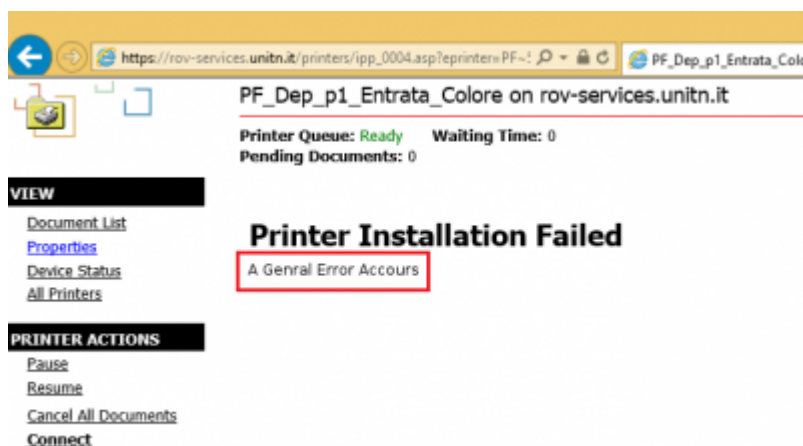 https://rov-services.unitn.it/printers/ipp_0004.asp?eprinter=PF~!
PF_Dep_p1_Entrata_Colo
PF_Dep_p1_Entrata_Colore on rov-services.unitn.it
Printer Queue: Ready Waiting Time: 0
Pending Documents: 0
VIEW
Document List
Properties
Device Status
All Printers
Printer Installation Failed
A Genral Error Accours
PRINTER ACTIONS
Pause
Resume
Cancel All Documents
Connect